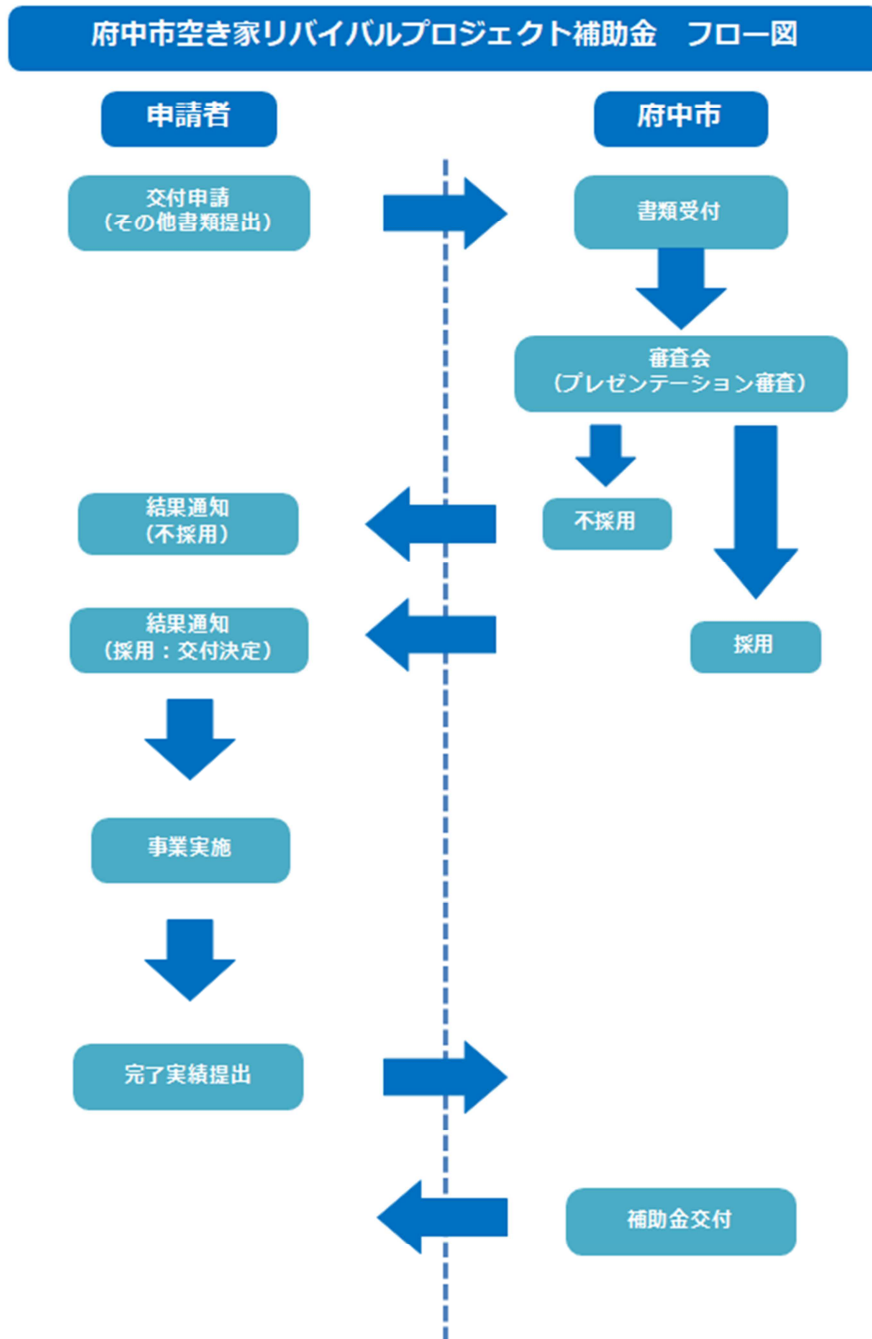 府中市空き家リバイバルプロジェクト補助金　フロー図
申請者
府中市
交付申請
（その他書類提出）
書類受付
審査会
（プレゼンテーション審査）
結果通知
（不採用）
不採用
結果通知
（採用：交付決定）
採用
事業実施
完了実績提出
補助金交付